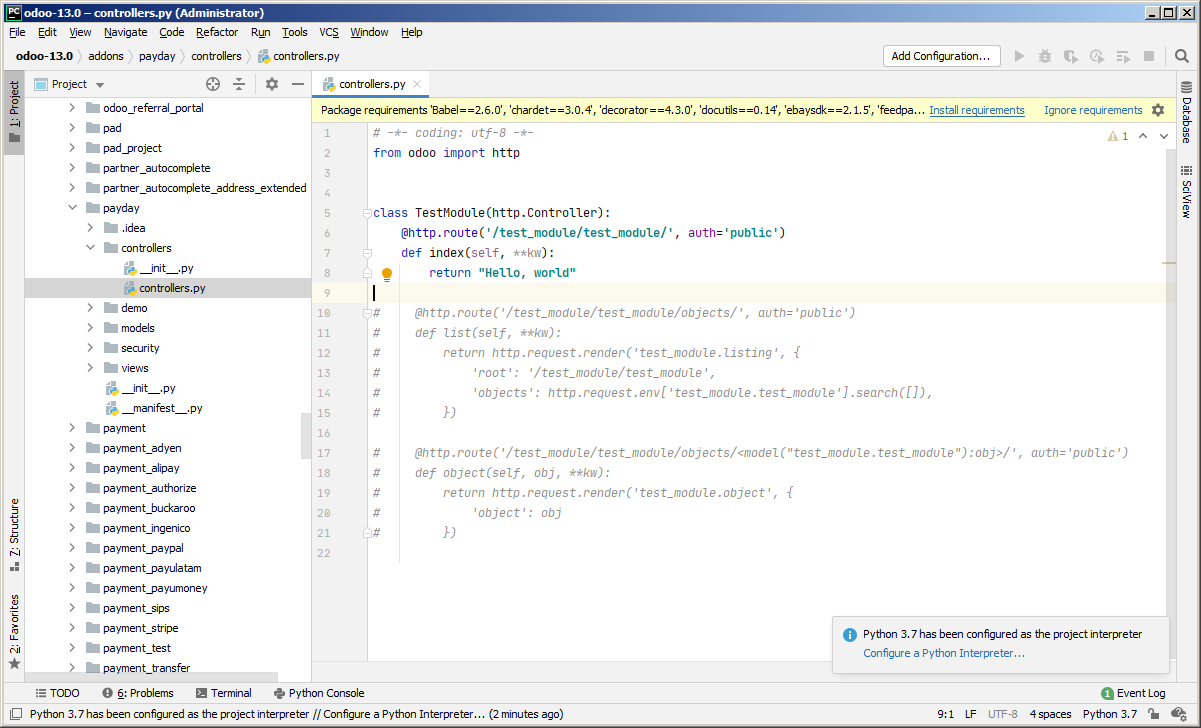 PC odoo-13.0 – controllers.py (Administrator)
File Edit View Navigate Code Refactor Run Tools VCS Window Help
odoo-13.0 addons payday controllers controllers.py Add Configuration...
1: Project
Project
controllers.py
Package requirements 'Babel==2.6.0', 'chardet==3.0.4', 'decorator==4.3.0', 'docutils==0.14', 'ebaysdk==2.1.5', 'feedpa... Install requirements Ignore requirements
odoo_referral_portal
pad
pad_project
partner_autocomplete
partner_autocomplete_address_extended
payday
.idea
controllers
__init__.py
controllers.py
demo
models
security
views
__init__.py
__manifest__.py
payment
payment_adyen
payment_alipay
payment_authorize
payment_buckaroo
payment_ingenico
payment_paypal
payment_payulatam
payment_payumoney
payment_sips
payment_stripe
payment_test
payment_transfer
1 # -*- coding: utf-8 -*-
2 from odoo import http
3
4
5 class TestModule(http.Controller):
6 @http.route('/test_module/test_module/', auth='public')
7 def index(self, **kw):
8 return "Hello, world"
9
10 # @http.route('/test_module/test_module/objects/', auth='public')
11 # def list(self, **kw):
12 # return http.request.render('test_module.listing', {
13 # 'root': '/test_module/test_module',
14 # 'objects': http.request.env['test_module.test_module'].search([]),
15 # })
16
17 # @http.route('/test_module/test_module/objects/<model("test_module.test_module"):obj>/', auth='public')
18 # def object(self, obj, **kw):
19 # return http.request.render('test_module.object', {
20 # 'object': obj
21 # })
22
1
Database
SciView
Z: Structure
2: Favorites
Python 3.7 has been configured as the project interpreter
Configure a Python Interpreter...
TODO 6: Problems Terminal Python Console 1 Event Log
Python 3.7 has been configured as the project interpreter // Configure a Python Interpreter... (2 minutes ago) 9:1 LF UTF-8 4 spaces Python 3.7